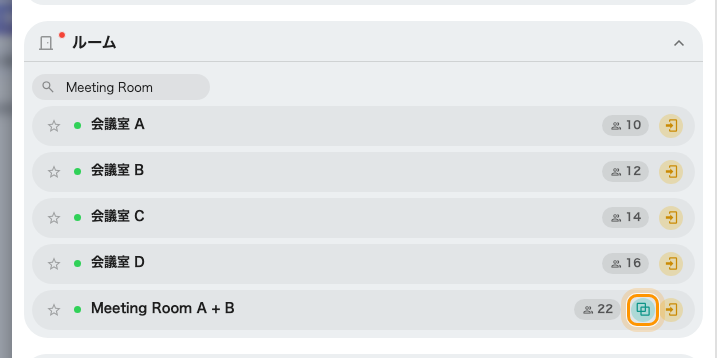 ルーム
Meeting Room
会議室 A 10
会議室 B 12
会議室 C 14
会議室 D 16
Meeting Room A + B 22